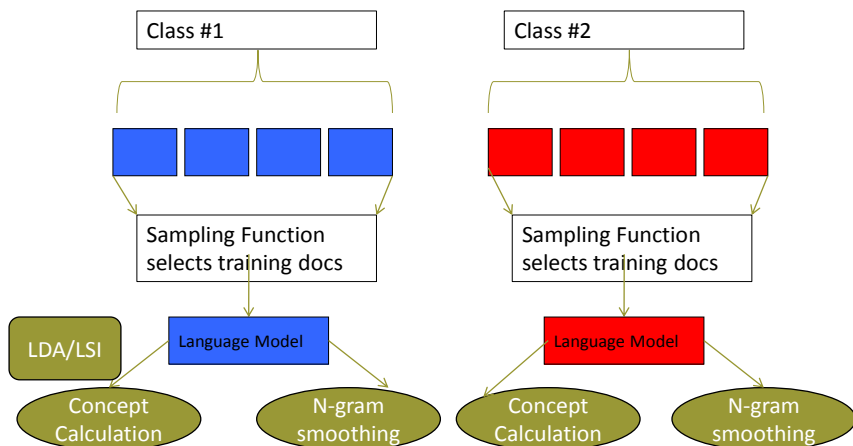 Class #1
Class #2
Sampling Function
selects training docs
Sampling Function
selects training docs
Language Model
Language Model
LDA/LSI
Concept
Calculation
N-gram
smoothing
Concept
Calculation
N-gram
smoothing